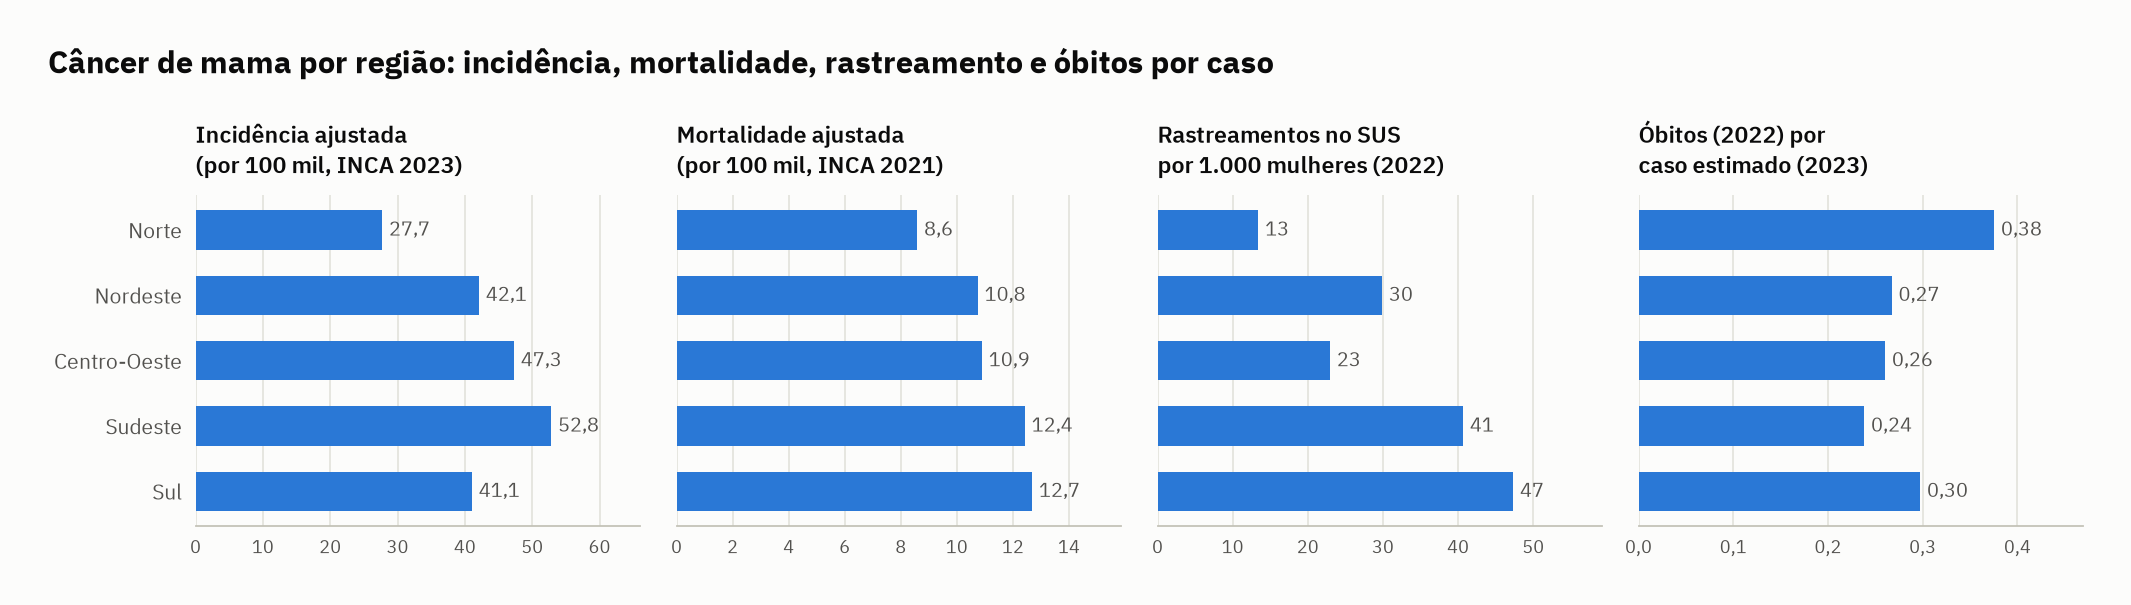 Câncer de mama por região: incidência, mortalidade, rastreamento e óbitos por caso
Incidência ajustada
(por 100 mil, INCA 2023)
Norte 27,7
Nordeste 42,1
Centro-Oeste 47,3
Sudeste 52,8
Sul 41,1
0 10 20 30 40 50 60
Mortalidade ajustada
(por 100 mil, INCA 2021)
8,6
10,8
10,9
12,4
12,7
0 2 4 6 8 10 12 14
Rastreamentos no SUS
por 1.000 mulheres (2022)
13
30
23
41
47
0 10 20 30 40 50
Óbitos (2022) por
caso estimado (2023)
0,38
0,27
0,26
0,24
0,30
0,0 0,1 0,2 0,3 0,4